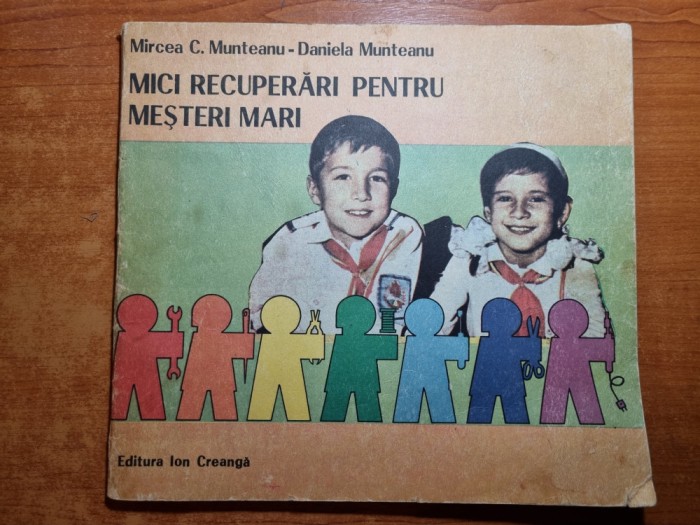 Mircea C. Munteanu - Daniela Munteanu
MICI RECUPERĂRI PENTRU
MEŞTERI MARI
Editura Ion Creangă